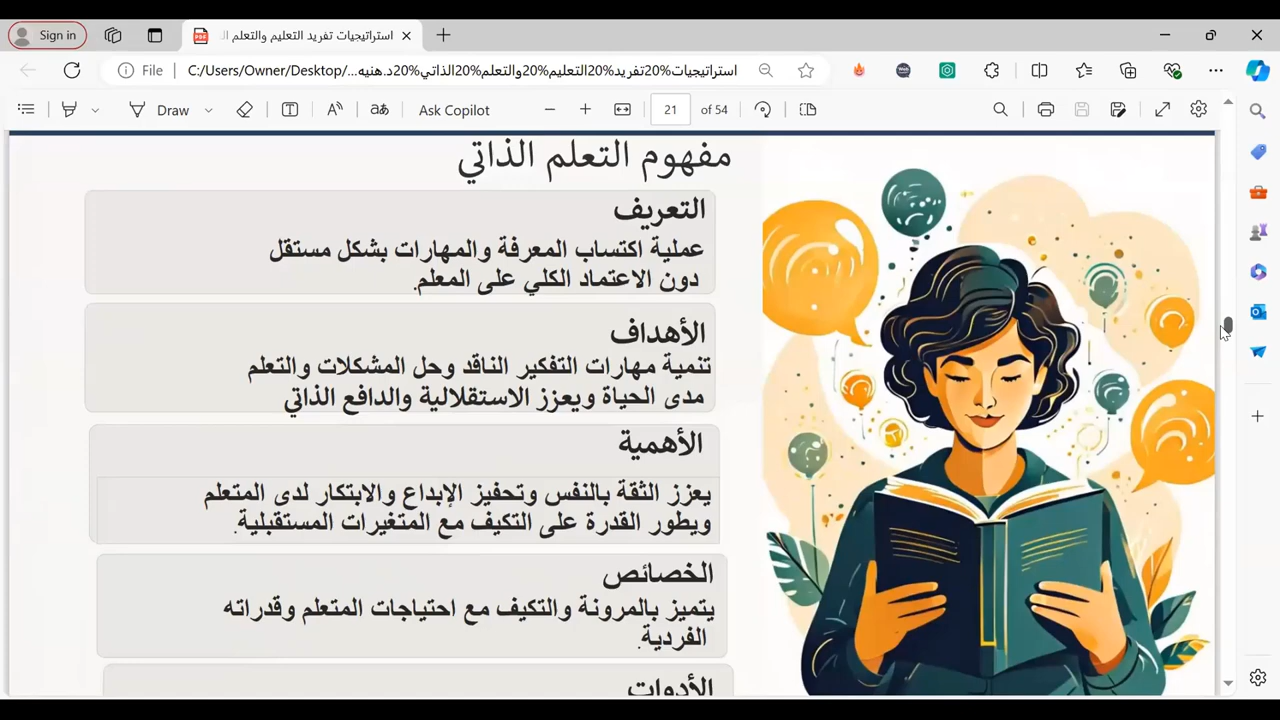 Sign in
استراتيجيات تفريد التعليم والتعلم ال
File
C:/Users/Owner/Desktop/استراتيجيات%20تفريد%20التعليم%20والتعلم%20الذاتي%20د.هنيه...
Draw
Ask Copilot
21 of 54
مفهوم التعلم الذاتي
التعريف
عملية اكتساب المعرفة والمهارات بشكل مستقل
دون الاعتماد الكلي على المعلم.
الأهداف
تنمية مهارات التفكير الناقد وحل المشكلات والتعلم
مدى الحياة ويعزز الاستقلالية والدافع الذاتي
الأهمية
يعزز الثقة بالنفس وتحفيز الإبداع والابتكار لدى المتعلم
ويطور القدرة على التكيف مع المتغيرات المستقبلية.
الخصائص
يتميز بالمرونة والتكيف مع احتياجات المتعلم وقدراته
الفردية.
الأدوات